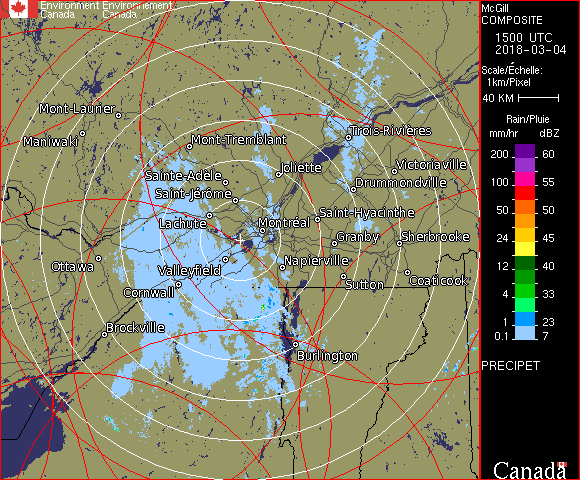 Environment Environnement
Canada Canada
McGill
COMPOSITE
1500 UTC
2018-03-04
Scale/Échelle:
1km/Pixel
40 KM
Rain/Pluie
mm/hr dBZ
200 60
100 55
50 50
24 45
12 40
4 33
1 23
0.1 7
PRECIPET
Canada
Mont-Laurier
Maniwaki
Mont-Tremblant
Trois-Rivières
Joliette
Victoriaville
Sainte-Adèle
Drummondville
Saint-Jérôme
Lachute
Saint-Hyacinthe
Montréal
Granby
Sherbrooke
Ottawa
Valleyfield
Napierville
Cornwall
Sutton
Coaticook
Brockville
Burlington